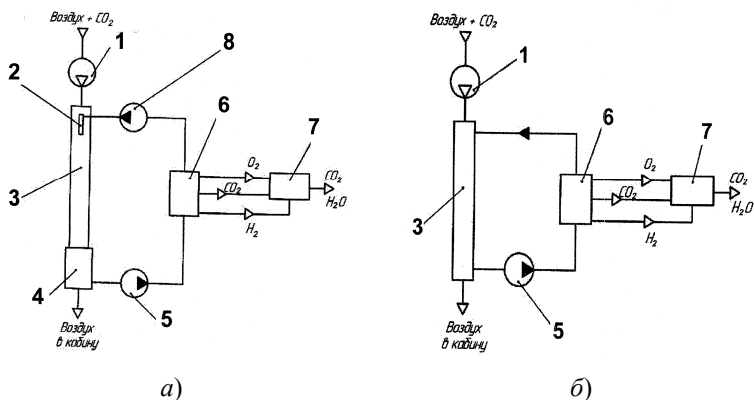 Воздух + CO₂
1
2
8
6
7
O₂
CO₂
CO₂
H₂O
3
H₂
4
5
Воздух
в кабину
а)
Воздух + CO₂
1
6
7
O₂
CO₂
CO₂
H₂O
3
H₂
5
Воздух
в кабину
б)